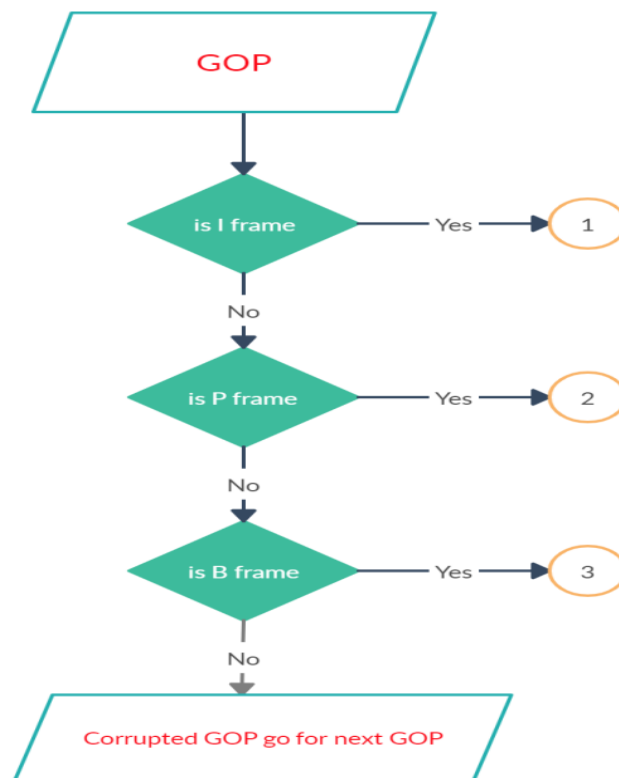 GOP
is I frame
Yes
1
No
is P frame
Yes
2
No
is B frame
Yes
3
No
Corrupted GOP go for next GOP